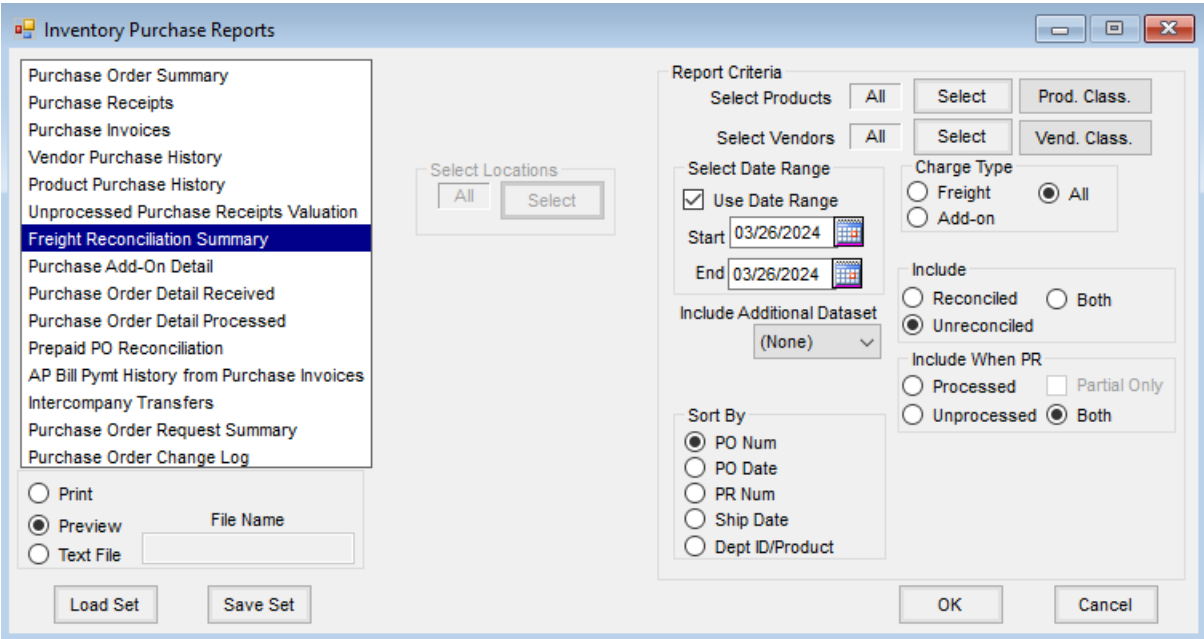 Inventory Purchase Reports
Purchase Order Summary
Purchase Receipts
Purchase Invoices
Vendor Purchase History
Product Purchase History
Unprocessed Purchase Receipts Valuation
Freight Reconciliation Summary
Purchase Add-On Detail
Purchase Order Detail Received
Purchase Order Detail Processed
Prepaid PO Reconciliation
AP Bill Pymt History from Purchase Invoices
Intercompany Transfers
Purchase Order Request Summary
Purchase Order Change Log
Print
Preview
Text File
File Name
Load Set
Save Set
Select Locations
All Select
Report Criteria
Select Products All Select Prod. Class.
Select Vendors All Select Vend. Class.
Select Date Range
Use Date Range
Start 03/26/2024
End 03/26/2024
Include Additional Dataset
(None)
Sort By
PO Num
PO Date
PR Num
Ship Date
Dept ID/Product
Charge Type
Freight All
Add-on
Include
Reconciled Both
Unreconciled
Include When PR
Processed Partial Only
Unprocessed Both
OK
Cancel